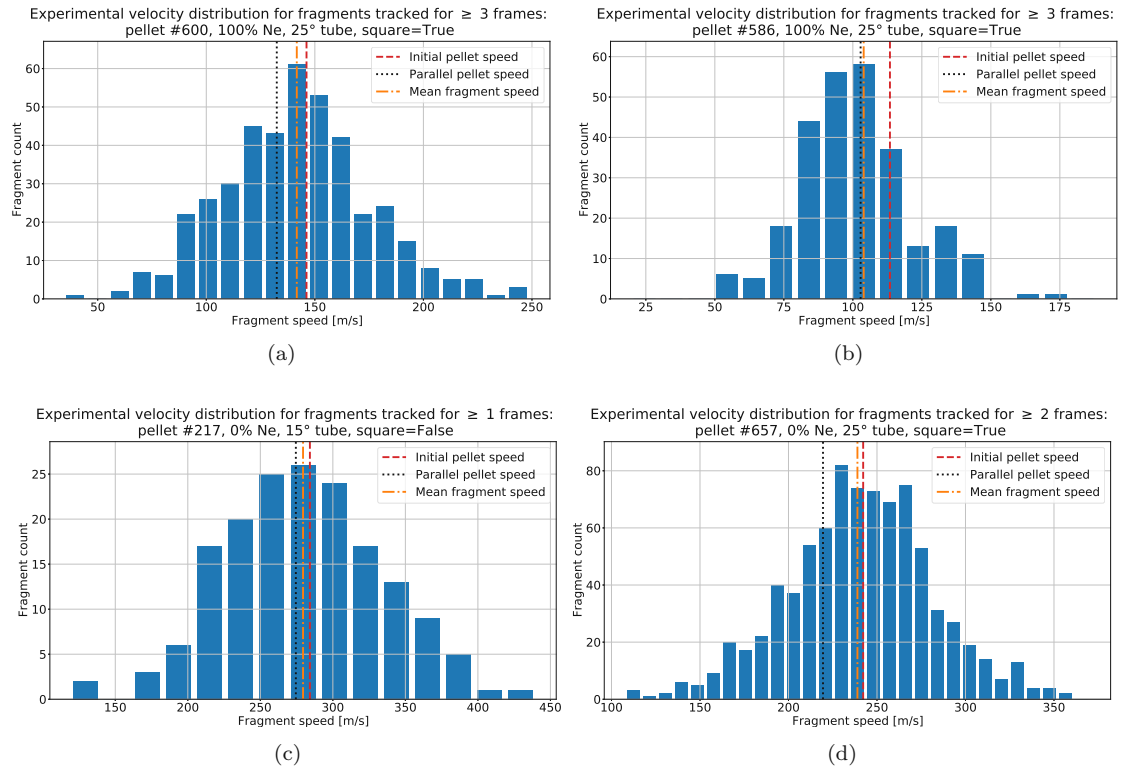 Experimental velocity distribution for fragments tracked for ≥ 3 frames:
pellet #600, 100% Ne, 25° tube, square=True
Initial pellet speed
Parallel pellet speed
Mean fragment speed
Fragment count
60
50
40
30
20
10
0
50 100 150 200 250
Fragment speed [m/s]
(a)
Experimental velocity distribution for fragments tracked for ≥ 3 frames:
pellet #586, 100% Ne, 25° tube, square=True
Initial pellet speed
Parallel pellet speed
Mean fragment speed
Fragment count
60
50
40
30
20
10
0
25 50 75 100 125 150 175
Fragment speed [m/s]
(b)
Experimental velocity distribution for fragments tracked for ≥ 1 frames:
pellet #217, 0% Ne, 15° tube, square=False
Initial pellet speed
Parallel pellet speed
Mean fragment speed
Fragment count
25
20
15
10
5
0
150 200 250 300 350 400 450
Fragment speed [m/s]
(c)
Experimental velocity distribution for fragments tracked for ≥ 2 frames:
pellet #657, 0% Ne, 25° tube, square=True
Initial pellet speed
Parallel pellet speed
Mean fragment speed
Fragment count
80
60
40
20
0
100 150 200 250 300 350
Fragment speed [m/s]
(d)